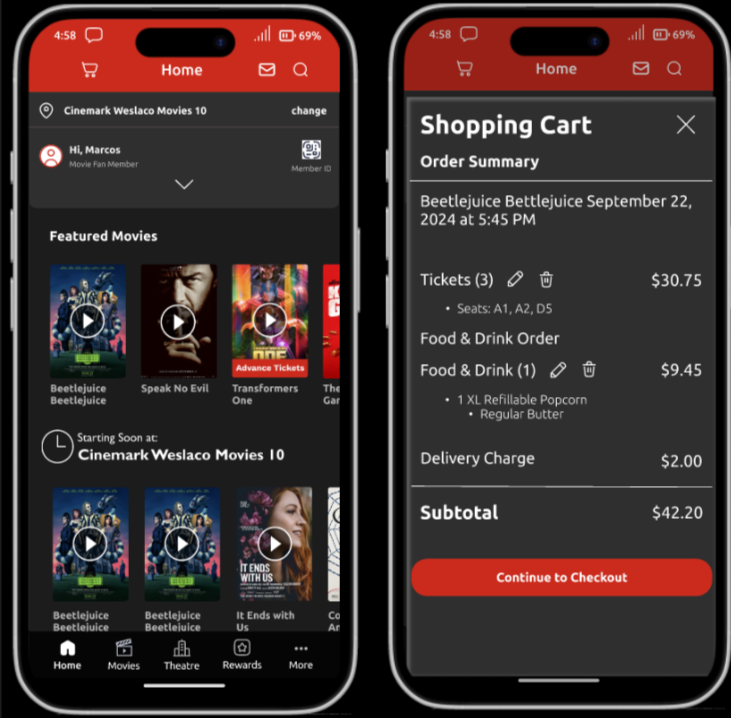 4:58
69%
Home
Cinemark Weslaco Movies 10
change
Hi, Marcos
Movie Fan Member
Member ID
Featured Movies
Advance Tickets
Beetlejuice
Beetlejuice
Speak No Evil
Transformers
One
The
Gar
Starting Soon at:
Cinemark Weslaco Movies 10
IT ENDS
WITH US
Beetlejuice
Beetlejuice
Beetlejuice
Beetlejuice
It Ends with
Us
Co
An
Home
Movies
Theatre
Rewards
More
4:58
69%
Home
Shopping Cart
Order Summary
Beetlejuice Bettlejuice September 22,
2024 at 5:45 PM
Tickets (3)
$30.75
• Seats: A1, A2, D5
Food & Drink Order
Food & Drink (1)
$9.45
• 1 XL Refillable Popcorn
• Regular Butter
Delivery Charge
$2.00
Subtotal
$42.20
Continue to Checkout